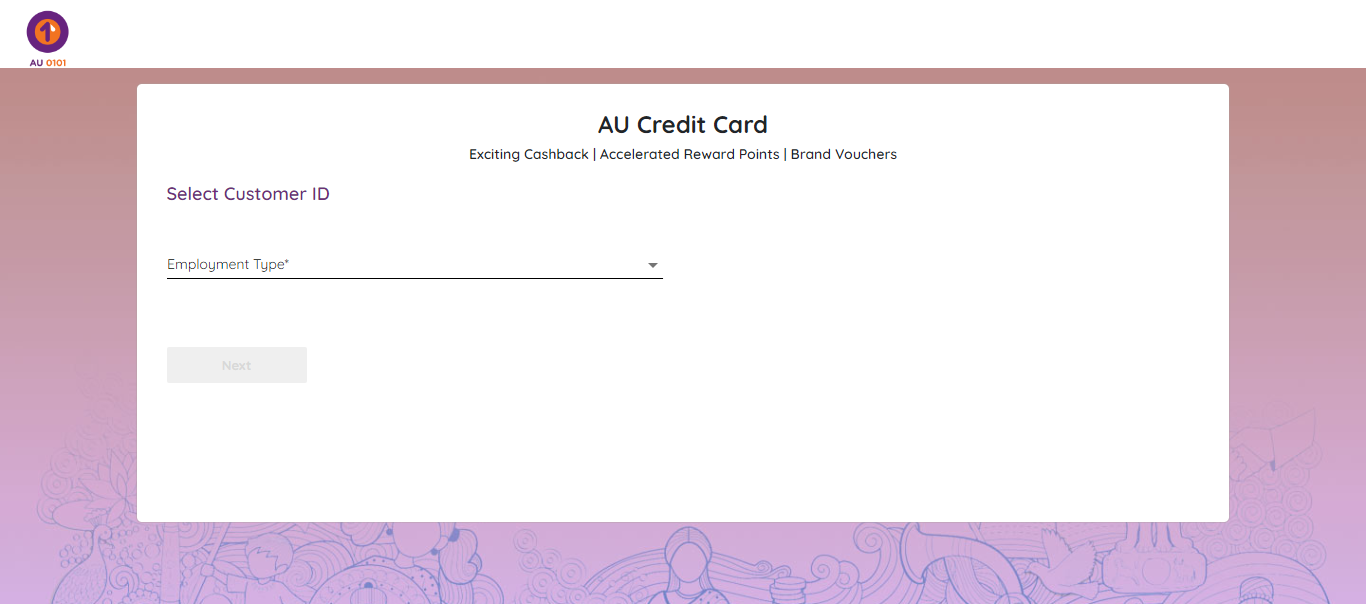 AU 0101
AU Credit Card
Exciting Cashback | Accelerated Reward Points | Brand Vouchers
Select Customer ID
Employment Type*
Next